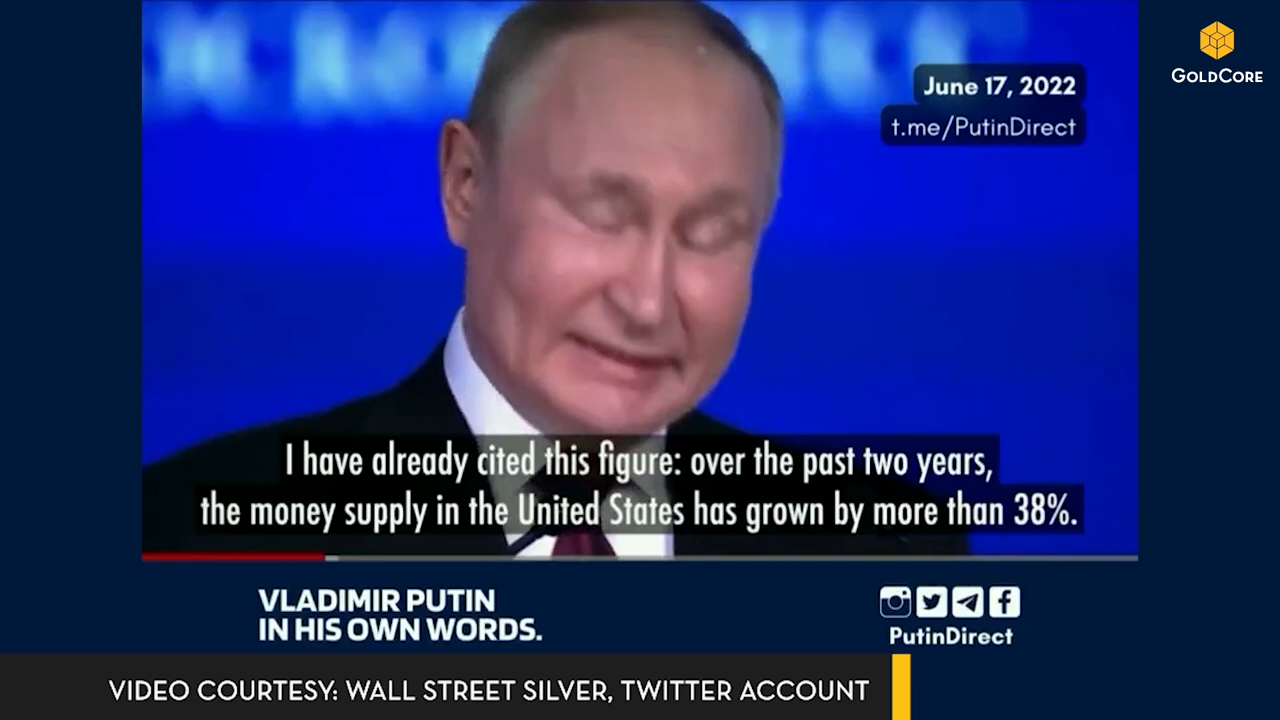 GOLDCORE
June 17, 2022
t.me/PutinDirect
I have already cited this figure: over the past two years,
the money supply in the United States has grown by more than 38%.
VLADIMIR PUTIN
IN HIS OWN WORDS.
PutinDirect
VIDEO COURTESY: WALL STREET SILVER, TWITTER ACCOUNT